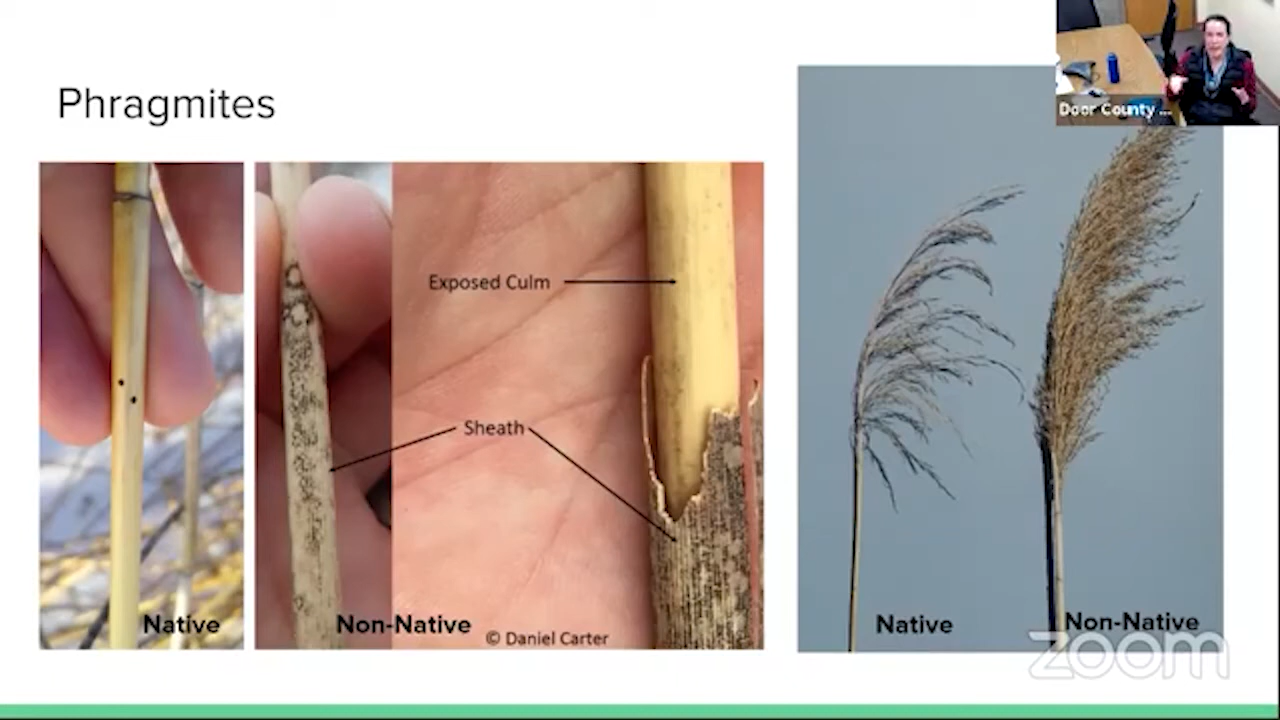 Phragmites
Door County ...
Exposed Culm
Sheath
Native
Non-Native
© Daniel Carter
Native
Non-Native
zoom